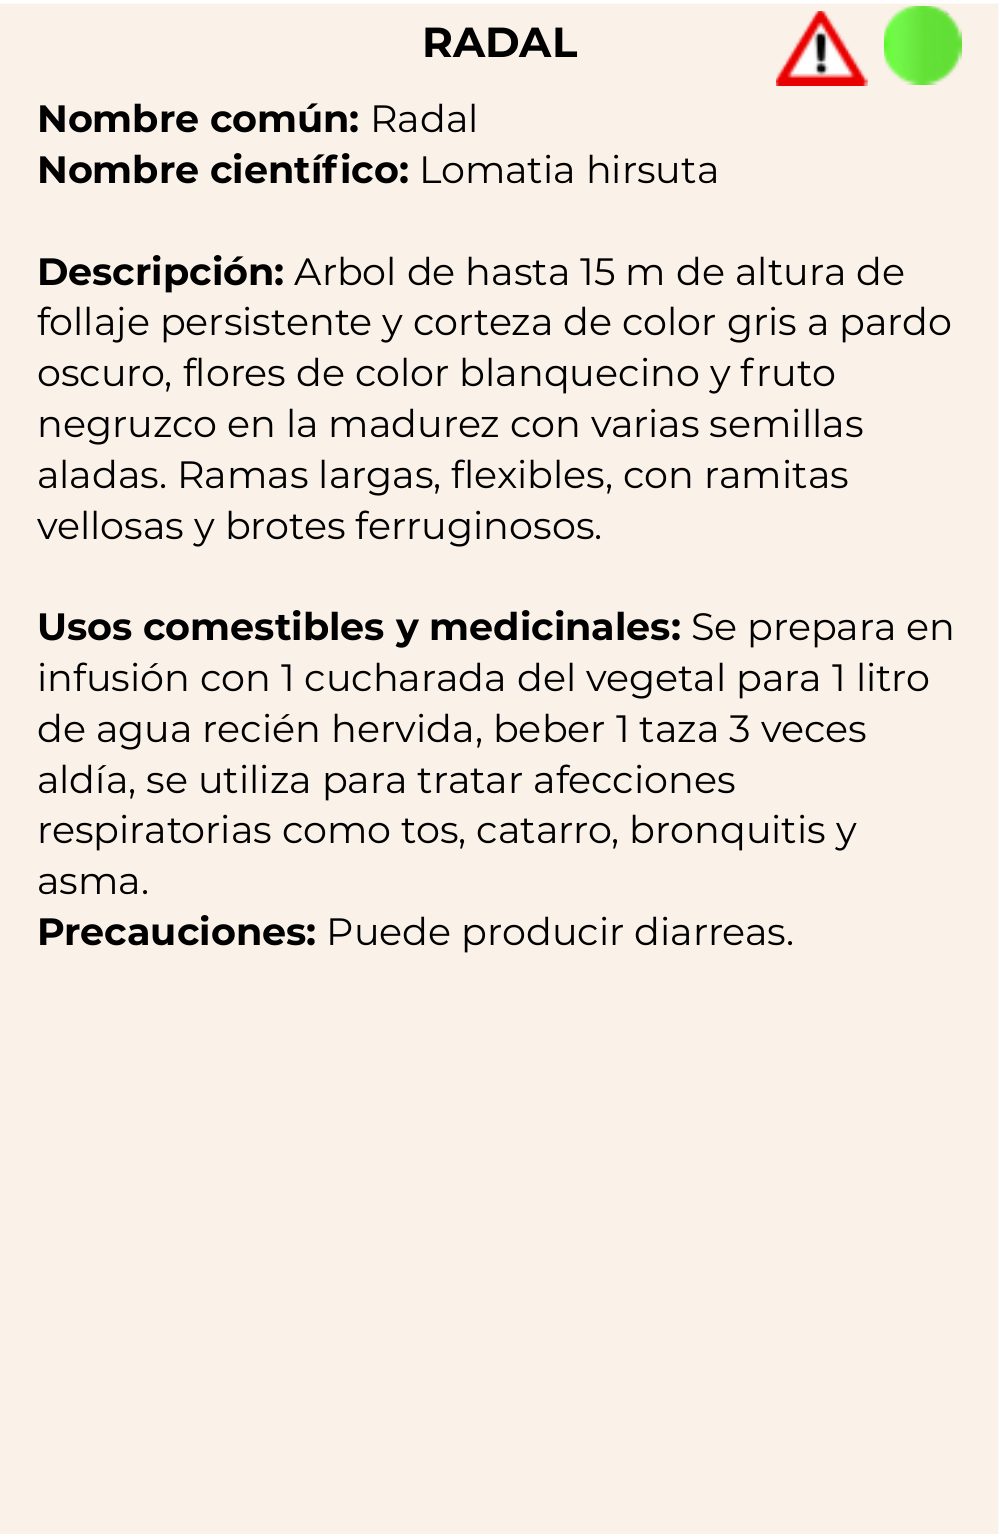 RADAL
Nombre común: Radal
Nombre científico: Lomatia hirsuta
Descripción: Arbol de hasta 15 m de altura de
follaje persistente y corteza de color gris a pardo
oscuro, flores de color blanquecino y fruto
negruzco en la madurez con varias semillas
aladas. Ramas largas, flexibles, con ramitas
vellosas y brotes ferruginosos.
Usos comestibles y medicinales: Se prepara en
infusión con 1 cucharada del vegetal para 1 litro
de agua recién hervida, beber 1 taza 3 veces
aldía, se utiliza para tratar afecciones
respiratorias como tos, catarro, bronquitis y
asma.
Precauciones: Puede producir diarreas.